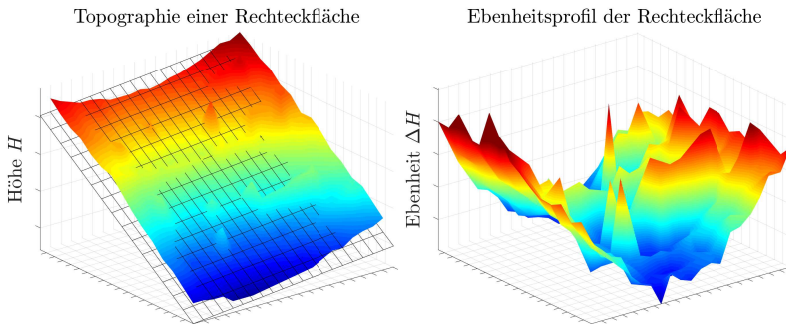 Topographie einer Rechteckfläche
Höhe H
Ebenheitsprofil der Rechteckfläche
Ebenheit ΔH